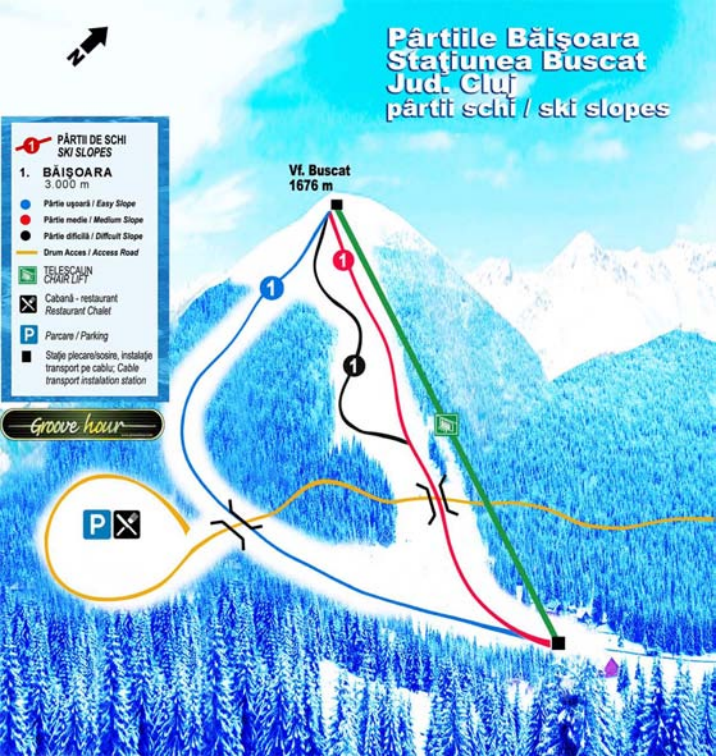 N
Pârtiile Băişoara
Staţiunea Buscat
Jud. Cluj
pârtii schi / ski slopes
1 PÂRTII DE SCHI
SKI SLOPES
1. BĂIŞOARA
3.000 m
Pârtie uşoară / Easy Slope
Pârtie medie / Medium Slope
Pârtie dificilă / Diffcult Slope
Drum Acces / Access Road
TELESCAUN
CHAIR LIFT
Cabană - restaurant
Restaurant Chalet
P Parcare / Parking
Staţie plecare/sosire, instalaţie
transport pe cablu; Cable
transport instalation station
Groove hour
Vf. Buscat
1676 m
1
1
1
P